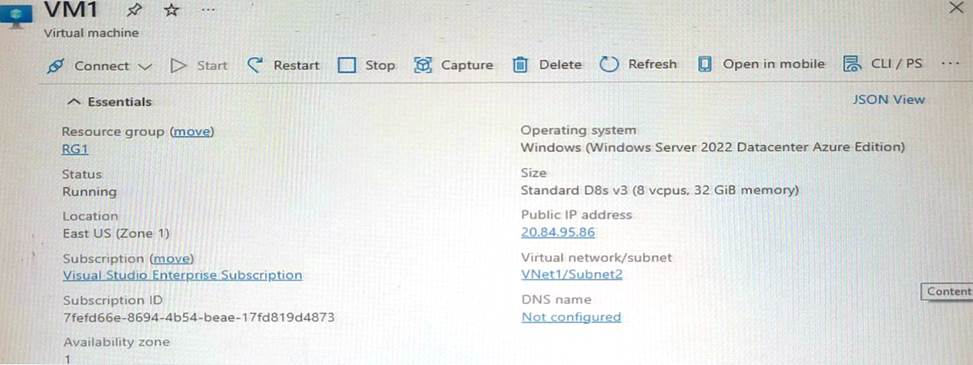 VM1
Virtual machine
Connect Start Restart Stop Capture Delete Refresh Open in mobile CLI / PS
Essentials
JSON View
Resource group (move)
RG1
Status
Running
Location
East US (Zone 1)
Subscription (move)
Visual Studio Enterprise Subscription
Subscription ID
7fefd66e-8694-4b54-beae-17fd819d4873
Availability zone
1
Operating system
Windows (Windows Server 2022 Datacenter Azure Edition)
Size
Standard D8s v3 (8 vcpus, 32 GiB memory)
Public IP address
20.84.95.86
Virtual network/subnet
VNet1/Subnet2
DNS name
Not configured
Content